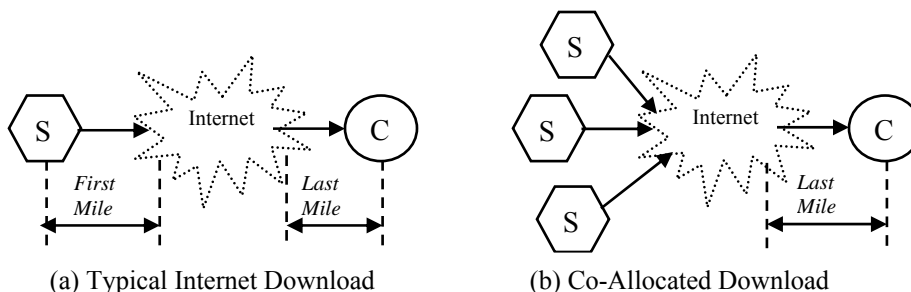 S
Internet
C
First
Mile
Last
Mile
(a) Typical Internet Download
S
S
S
Internet
C
Last
Mile
(b) Co-Allocated Download